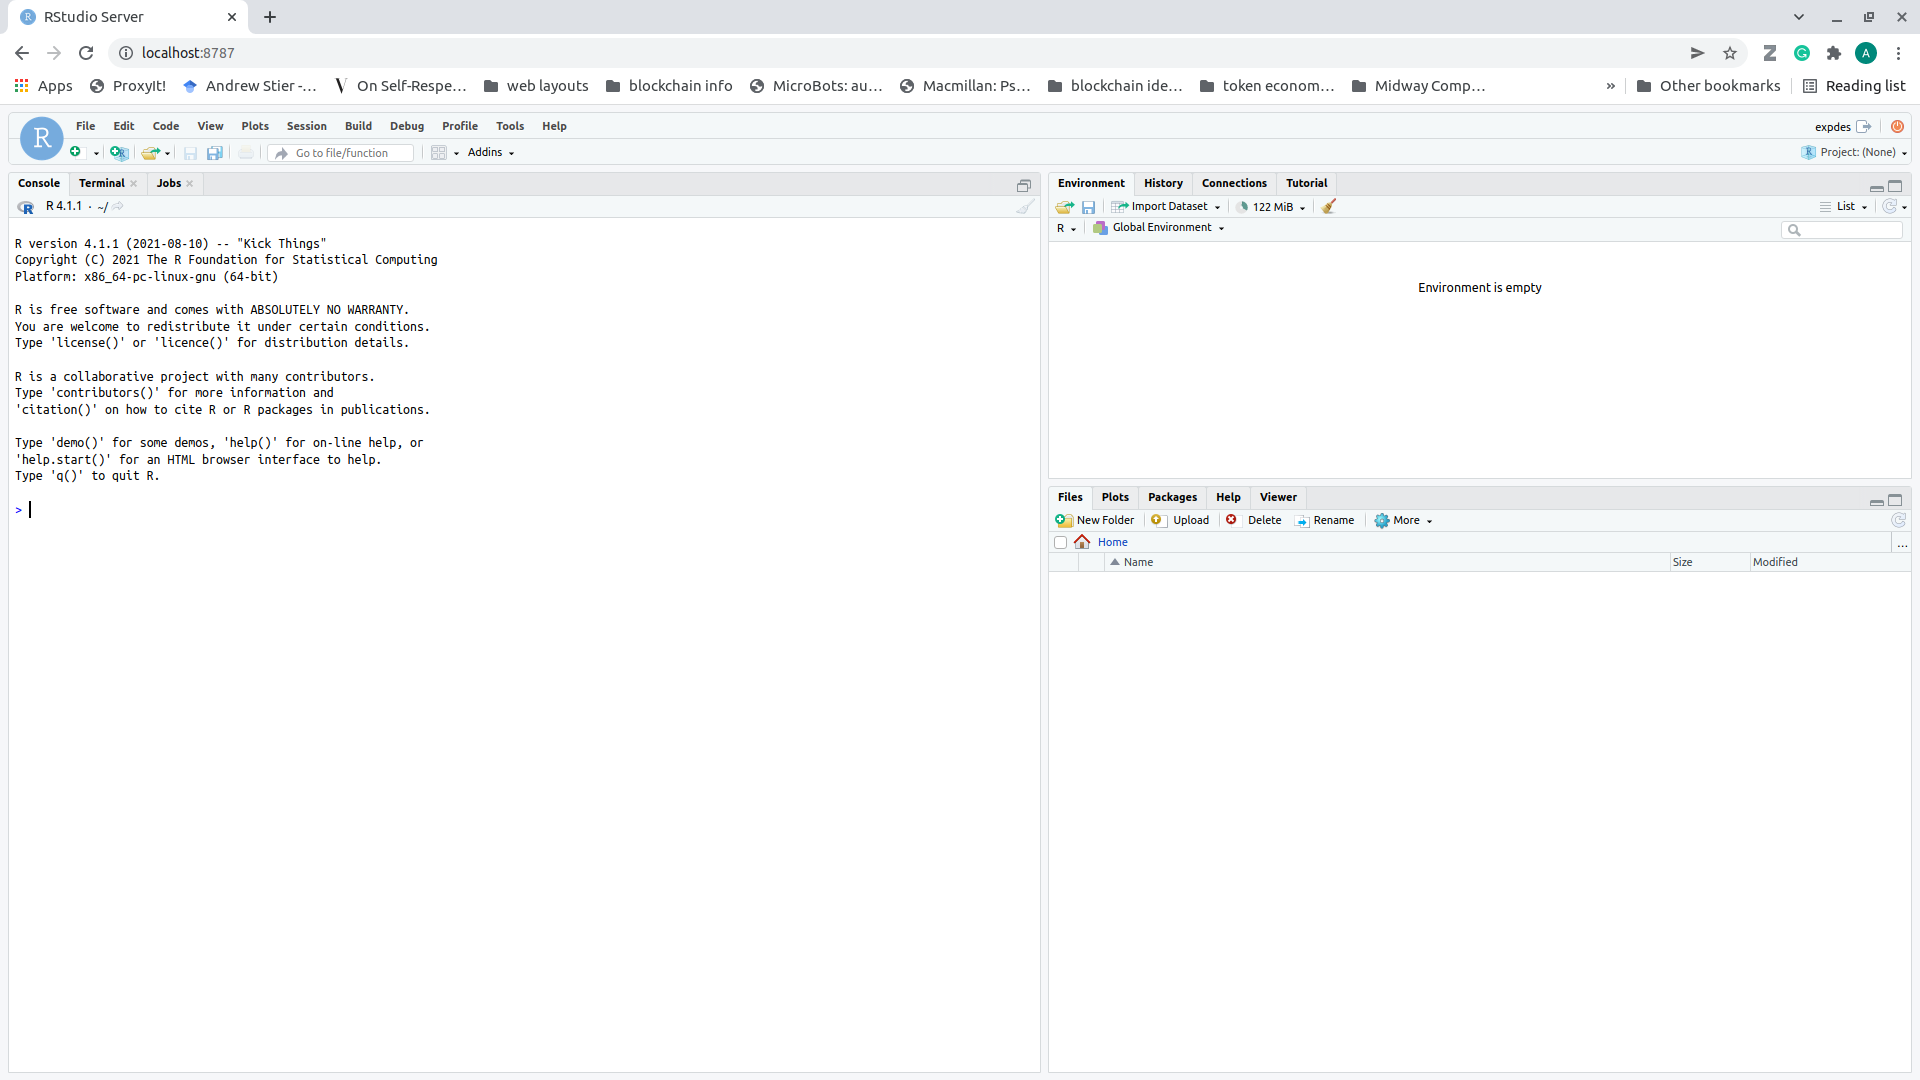 RStudio Server
localhost:8787
Apps ProxyIt! Andrew Stier -... On Self-Respe... web layouts blockchain info MicroBots: au... Macmillan: Ps... blockchain ide... token econom... Midway Comp... » Other bookmarks Reading list
R File Edit Code View Plots Session Build Debug Profile Tools Help expdes
Go to file/function Addins Project: (None)
Console Terminal Jobs
R 4.1.1 · ~/
R version 4.1.1 (2021-08-10) -- "Kick Things"
Copyright (C) 2021 The R Foundation for Statistical Computing
Platform: x86_64-pc-linux-gnu (64-bit)
R is free software and comes with ABSOLUTELY NO WARRANTY.
You are welcome to redistribute it under certain conditions.
Type 'license()' or 'licence()' for distribution details.
R is a collaborative project with many contributors.
Type 'contributors()' for more information and
'citation()' on how to cite R or R packages in publications.
Type 'demo()' for some demos, 'help()' for on-line help, or
'help.start()' for an HTML browser interface to help.
Type 'q()' to quit R.
>
Environment History Connections Tutorial
Import Dataset 122 MiB List
R Global Environment
Environment is empty
Files Plots Packages Help Viewer
New Folder Upload Delete Rename More
Home ...
Name Size Modified